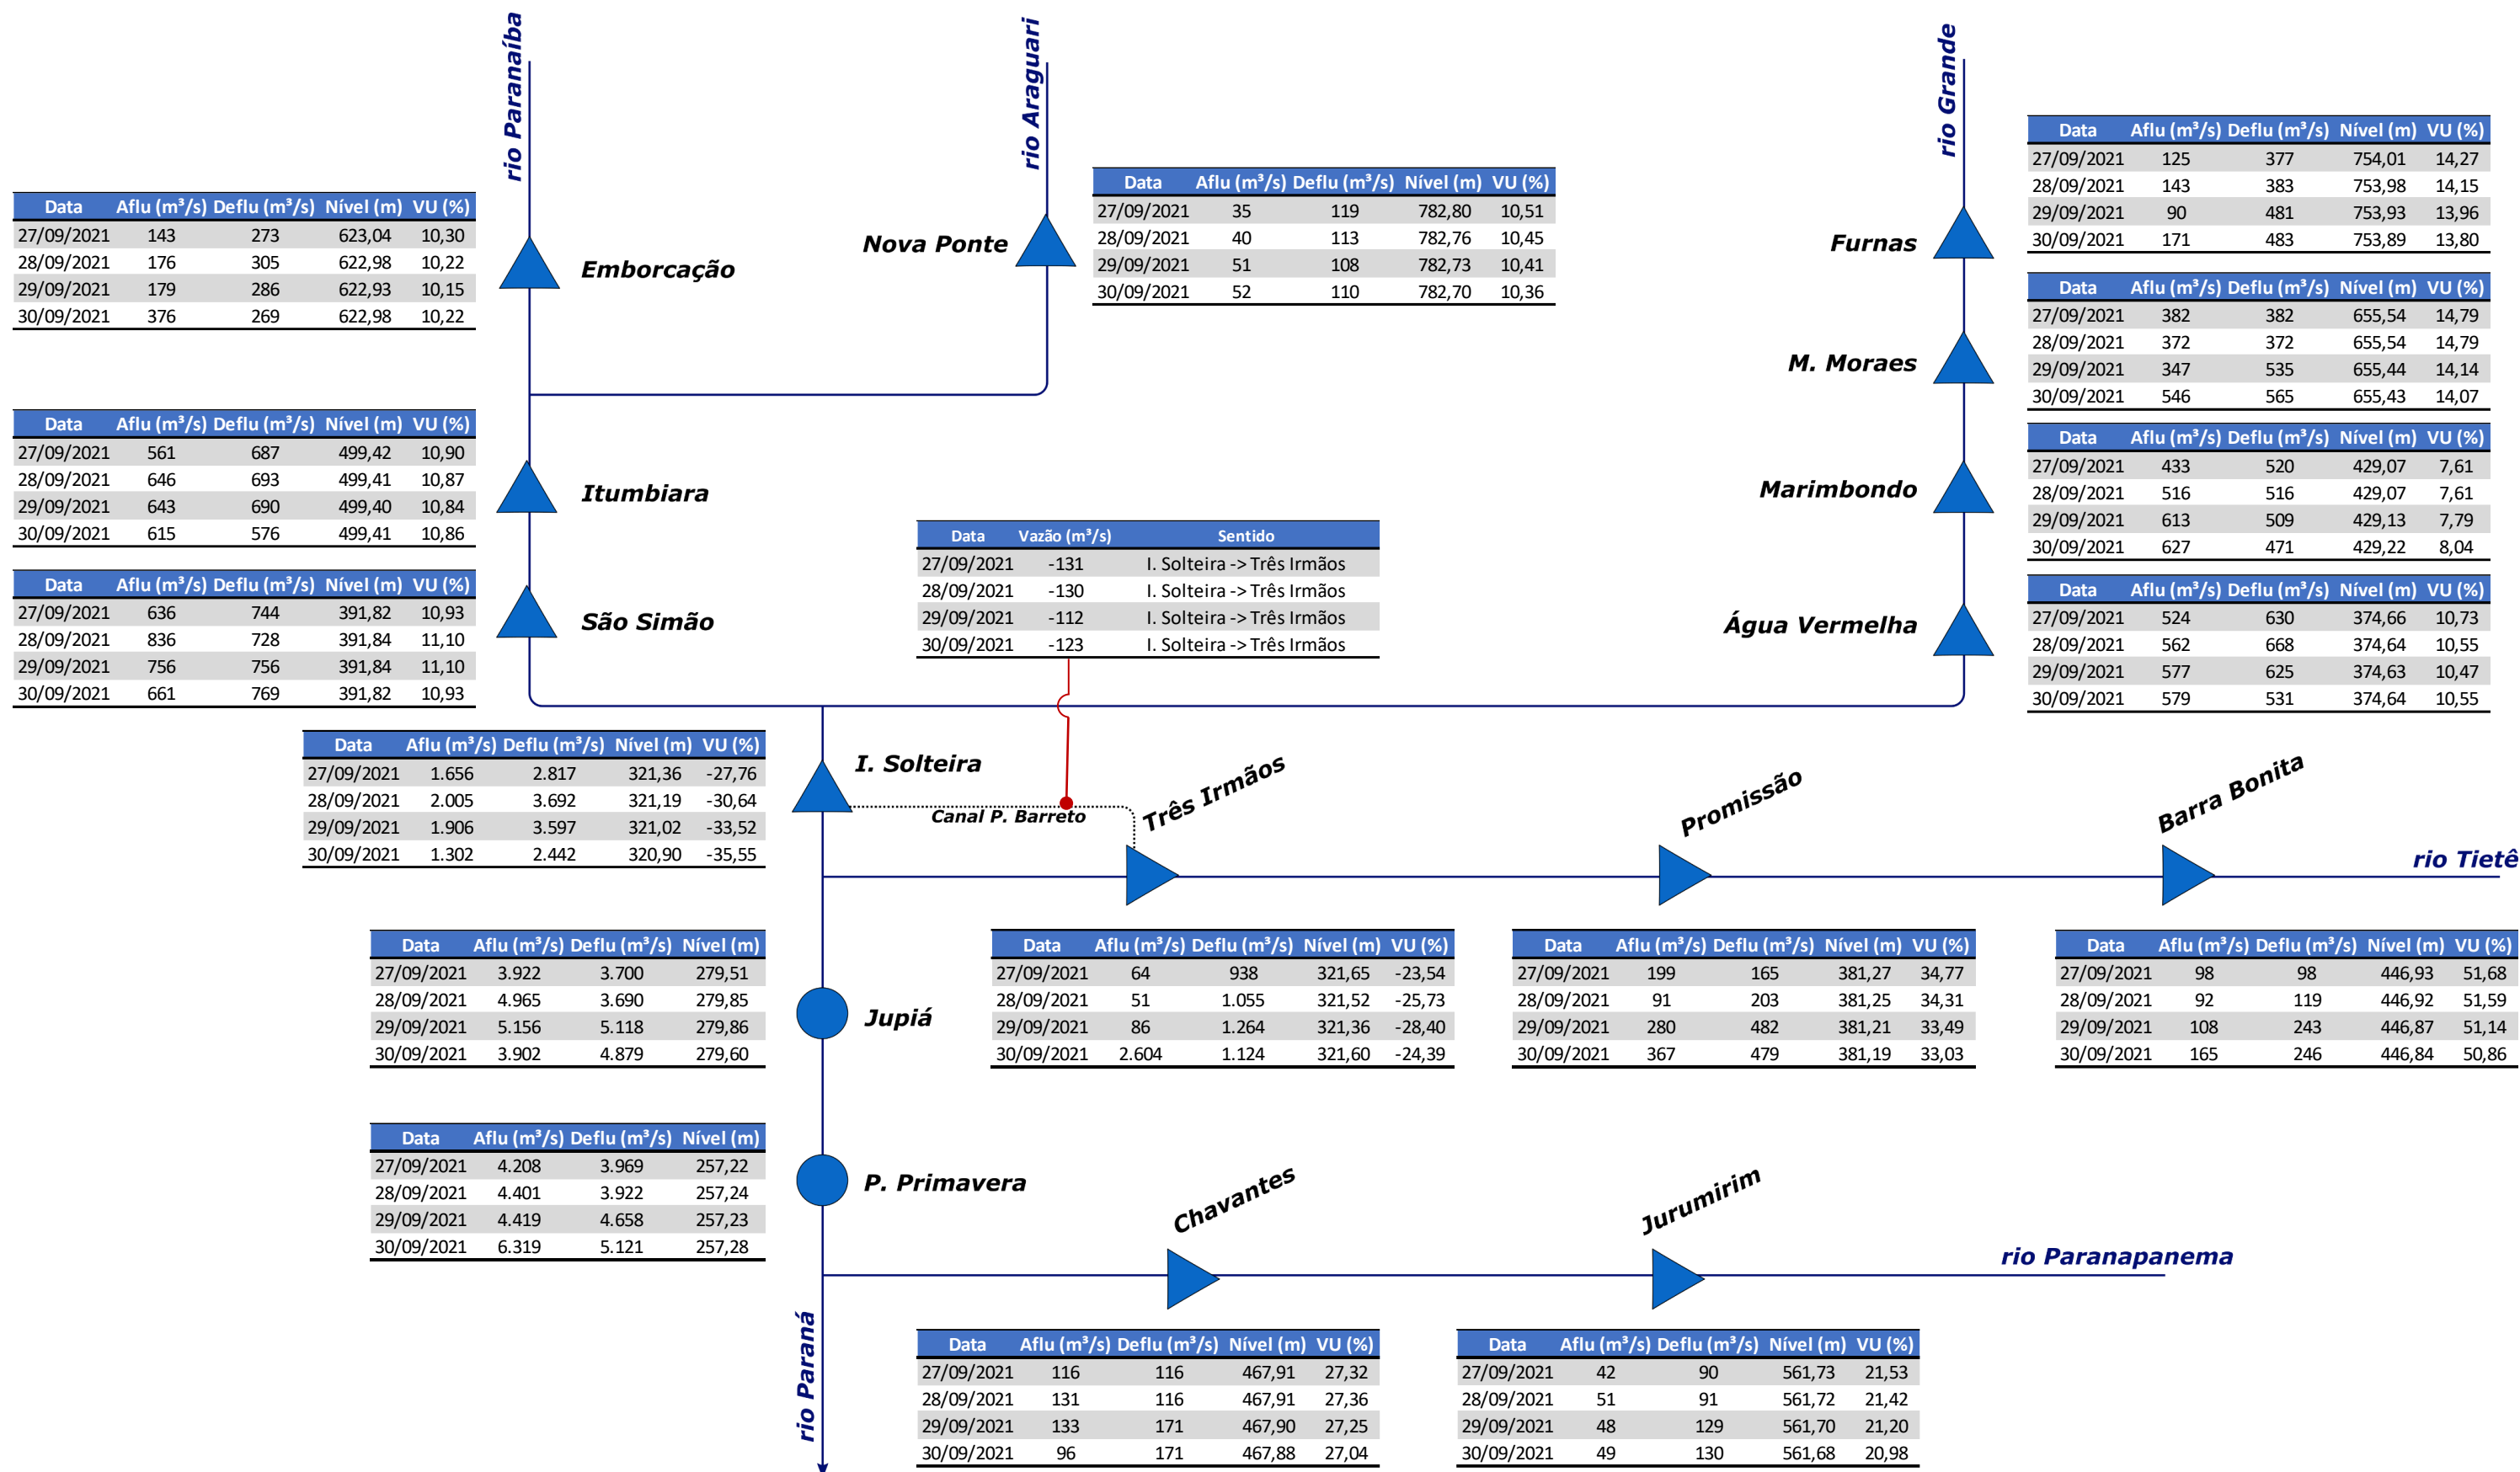 rio Paranaíba
rio Araguari
rio Grande
Data Aflu (m³/s) Deflu (m³/s) Nível (m) VU (%)
27/09/2021 143 273 623,04 10,30
28/09/2021 176 305 622,98 10,22
29/09/2021 179 286 622,93 10,15
30/09/2021 376 269 622,98 10,22
Emborcação
Nova Ponte
Data Aflu (m³/s) Deflu (m³/s) Nível (m) VU (%)
27/09/2021 35 119 782,80 10,51
28/09/2021 40 113 782,76 10,45
29/09/2021 51 108 782,73 10,41
30/09/2021 52 110 782,70 10,36
Furnas
Data Aflu (m³/s) Deflu (m³/s) Nível (m) VU (%)
27/09/2021 125 377 754,01 14,27
28/09/2021 143 383 753,98 14,15
29/09/2021 90 481 753,93 13,96
30/09/2021 171 483 753,89 13,80
M. Moraes
Data Aflu (m³/s) Deflu (m³/s) Nível (m) VU (%)
27/09/2021 382 382 655,54 14,79
28/09/2021 372 372 655,54 14,79
29/09/2021 347 535 655,44 14,14
30/09/2021 546 565 655,43 14,07
Data Aflu (m³/s) Deflu (m³/s) Nível (m) VU (%)
27/09/2021 561 687 499,42 10,90
28/09/2021 646 693 499,41 10,87
29/09/2021 643 690 499,40 10,84
30/09/2021 615 576 499,41 10,86
Itumbiara
Marimbondo
Data Aflu (m³/s) Deflu (m³/s) Nível (m) VU (%)
27/09/2021 433 520 429,07 7,61
28/09/2021 516 516 429,07 7,61
29/09/2021 613 509 429,13 7,79
30/09/2021 627 471 429,22 8,04
Data Aflu (m³/s) Deflu (m³/s) Nível (m) VU (%)
27/09/2021 636 744 391,82 10,93
28/09/2021 836 728 391,84 11,10
29/09/2021 756 756 391,84 11,10
30/09/2021 661 769 391,82 10,93
São Simão
Data Vazão (m³/s) Sentido
27/09/2021 -131 I. Solteira -> Três Irmãos
28/09/2021 -130 I. Solteira -> Três Irmãos
29/09/2021 -112 I. Solteira -> Três Irmãos
30/09/2021 -123 I. Solteira -> Três Irmãos
Água Vermelha
Data Aflu (m³/s) Deflu (m³/s) Nível (m) VU (%)
27/09/2021 524 630 374,66 10,73
28/09/2021 562 668 374,64 10,55
29/09/2021 577 625 374,63 10,47
30/09/2021 579 531 374,64 10,55
Data Aflu (m³/s) Deflu (m³/s) Nível (m) VU (%)
27/09/2021 1.656 2.817 321,36 -27,76
28/09/2021 2.005 3.692 321,19 -30,64
29/09/2021 1.906 3.597 321,02 -33,52
30/09/2021 1.302 2.442 320,90 -35,55
I. Solteira
Canal P. Barreto
Três Irmãos
Promissão
Barra Bonita
rio Tietê
Data Aflu (m³/s) Deflu (m³/s) Nível (m)
27/09/2021 3.922 3.700 279,51
28/09/2021 4.965 3.690 279,85
29/09/2021 5.156 5.118 279,86
30/09/2021 3.902 4.879 279,60
Jupiá
Data Aflu (m³/s) Deflu (m³/s) Nível (m) VU (%)
27/09/2021 64 938 321,65 -23,54
28/09/2021 51 1.055 321,52 -25,73
29/09/2021 86 1.264 321,36 -28,40
30/09/2021 2.604 1.124 321,60 -24,39
Data Aflu (m³/s) Deflu (m³/s) Nível (m) VU (%)
27/09/2021 199 165 381,27 34,77
28/09/2021 91 203 381,25 34,31
29/09/2021 280 482 381,21 33,49
30/09/2021 367 479 381,19 33,03
Data Aflu (m³/s) Deflu (m³/s) Nível (m) VU (%)
27/09/2021 98 98 446,93 51,68
28/09/2021 92 119 446,92 51,59
29/09/2021 108 243 446,87 51,14
30/09/2021 165 246 446,84 50,86
Data Aflu (m³/s) Deflu (m³/s) Nível (m)
27/09/2021 4.208 3.969 257,22
28/09/2021 4.401 3.922 257,24
29/09/2021 4.419 4.658 257,23
30/09/2021 6.319 5.121 257,28
P. Primavera
Chavantes
Jurumirim
rio Paranapanema
rio Paraná
Data Aflu (m³/s) Deflu (m³/s) Nível (m) VU (%)
27/09/2021 116 116 467,91 27,32
28/09/2021 131 116 467,91 27,36
29/09/2021 133 171 467,90 27,25
30/09/2021 96 171 467,88 27,04
Data Aflu (m³/s) Deflu (m³/s) Nível (m) VU (%)
27/09/2021 42 90 561,73 21,53
28/09/2021 51 91 561,72 21,42
29/09/2021 48 129 561,70 21,20
30/09/2021 49 130 561,68 20,98